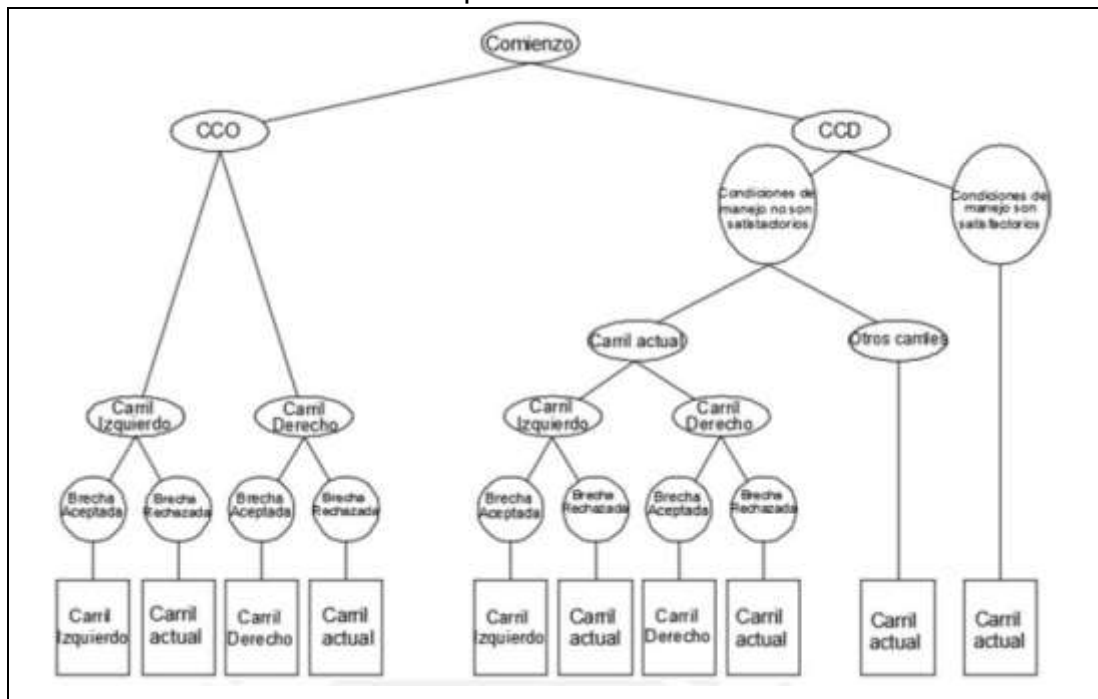 Comienzo
CCO
CCD
Condiciones de
manejo no son
satisfactorios
Condiciones de
manejo son
satisfactorios
Carril actual
Otros carriles
Carril
Izquierdo
Carril
Derecho
Carril
Izquierdo
Carril
Derecho
Brecha
Aceptada
Brecha
Rechazada
Brecha
Aceptada
Brecha
Rechazada
Brecha
Aceptada
Brecha
Rechazada
Brecha
Aceptada
Brecha
Rechazada
Carril
Izquierdo
Carril
actual
Carril
Derecho
Carril
actual
Carril
Izquierdo
Carril
actual
Carril
Derecho
Carril
actual
Carril
actual
Carril
actual